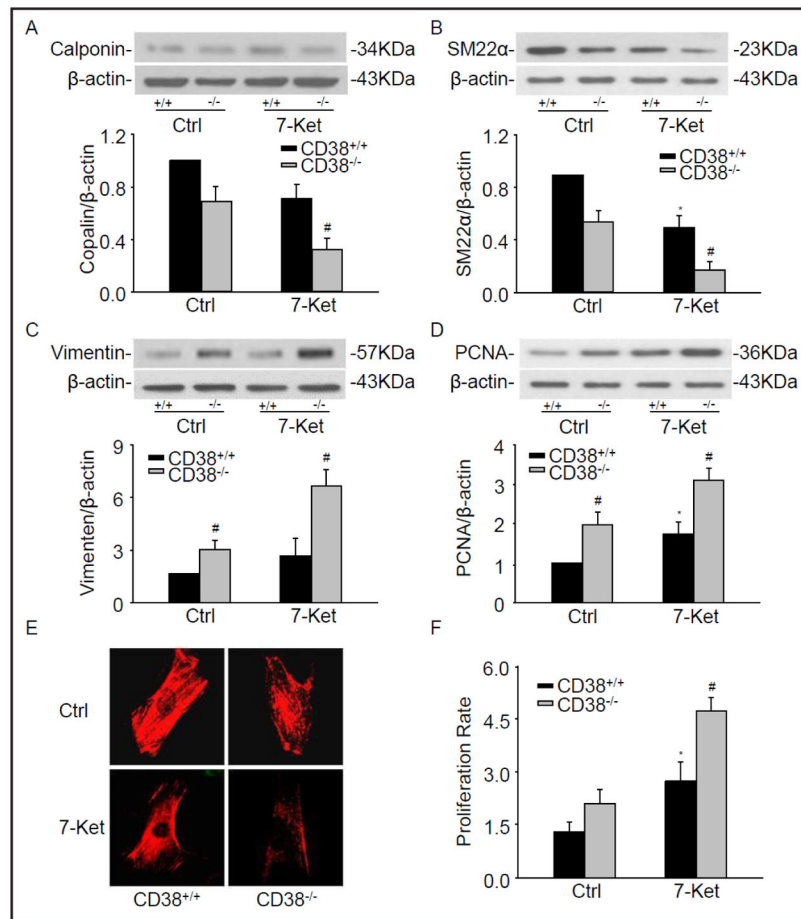 A
Calponin- -34KDa
β-actin- -43KDa
+/+ -/- +/+ -/-
Ctrl 7-Ket
Copalin/β-actin
1.2
0.8
0.4
0.0
CD38+/+
CD38-/-
#
Ctrl 7-Ket
B
SM22α- -23KDa
β-actin- -43KDa
+/+ -/- +/+ -/-
Ctrl 7-Ket
SM22α/β-actin
1.2
0.8
0.4
0.0
CD38+/+
CD38-/-
* #
Ctrl 7-Ket
C
Vimentin- -57KDa
β-actin- -43KDa
+/+ -/- +/+ -/-
Ctrl 7-Ket
Vimenten/β-actin
9
6
3
0
CD38+/+
CD38-/-
# #
Ctrl 7-Ket
D
PCNA- -36KDa
β-actin- -43KDa
+/+ -/- +/+ -/-
Ctrl 7-Ket
PCNA/β-actin
4
3
2
1
0
CD38+/+
CD38-/-
# * #
Ctrl 7-Ket
E
Ctrl
7-Ket
CD38+/+ CD38-/-
F
Proliferation Rate
6.0
4.5
3.0
1.5
0.0
CD38+/+
CD38-/-
* #
Ctrl 7-Ket